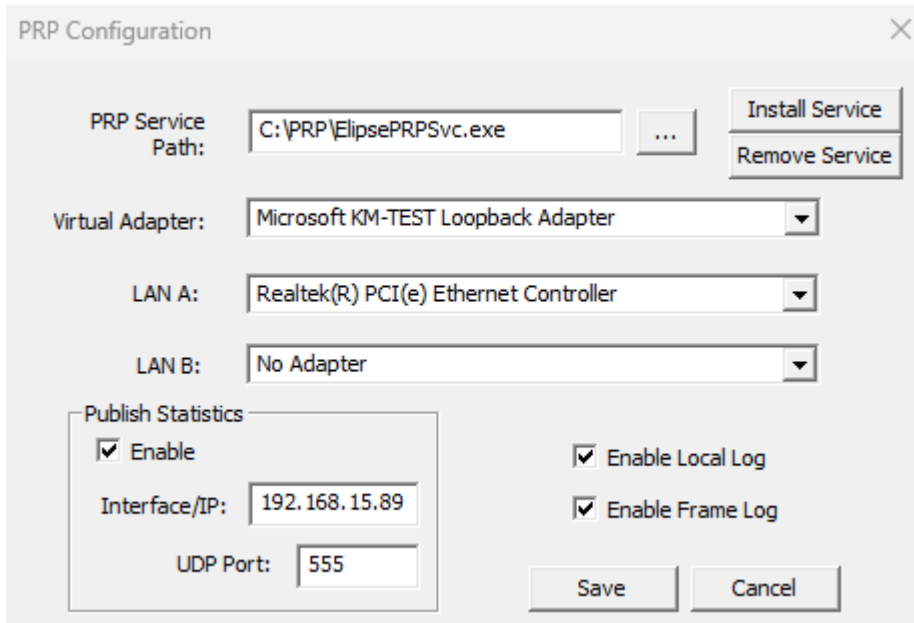 PRP Configuration
PRP Service Path:
C:\PRP\ElipsePRPSvc.exe
...
Install Service
Remove Service
Virtual Adapter:
Microsoft KM-TEST Loopback Adapter
LAN A:
Realtek(R) PCI(e) Ethernet Controller
LAN B:
No Adapter
Publish Statistics
Enable
Interface/IP:
192.168.15.89
UDP Port:
555
Enable Local Log
Enable Frame Log
Save
Cancel